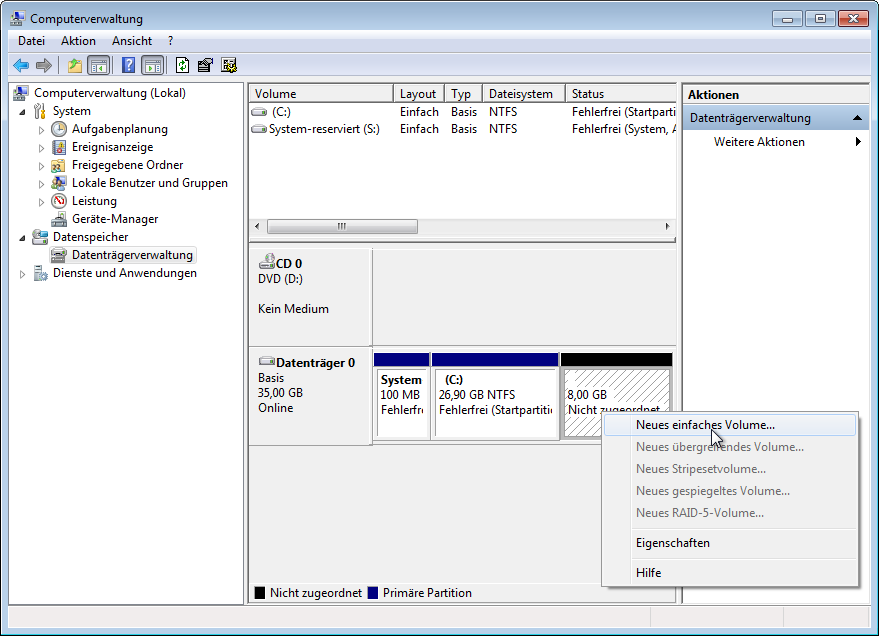 Computerverwaltung
Datei Aktion Ansicht ?
Computerverwaltung (Lokal)
System
Aufgabenplanung
Ereignisanzeige
Freigegebene Ordner
Lokale Benutzer und Gruppen
Leistung
Geräte-Manager
Datenspeicher
Datenträgerverwaltung
Dienste und Anwendungen
Volume Layout Typ Dateisystem Status
(C:) Einfach Basis NTFS Fehlerfrei (Startparti
System-reserviert (S:) Einfach Basis NTFS Fehlerfrei (System, A
CD 0
DVD (D:)
Kein Medium
Datenträger 0
Basis
35,00 GB
Online
System
100 MB
Fehlerfr
(C:)
26,90 GB NTFS
Fehlerfrei (Startpartitio
8,00 GB
Nicht zugeordnet
Neues einfaches Volume...
Neues übergreifendes Volume...
Neues Stripesetvolume...
Neues gespiegeltes Volume...
Neues RAID-5-Volume...
Eigenschaften
Hilfe
Nicht zugeordnet Primäre Partition
Aktionen
Datenträgerverwaltung
Weitere Aktionen